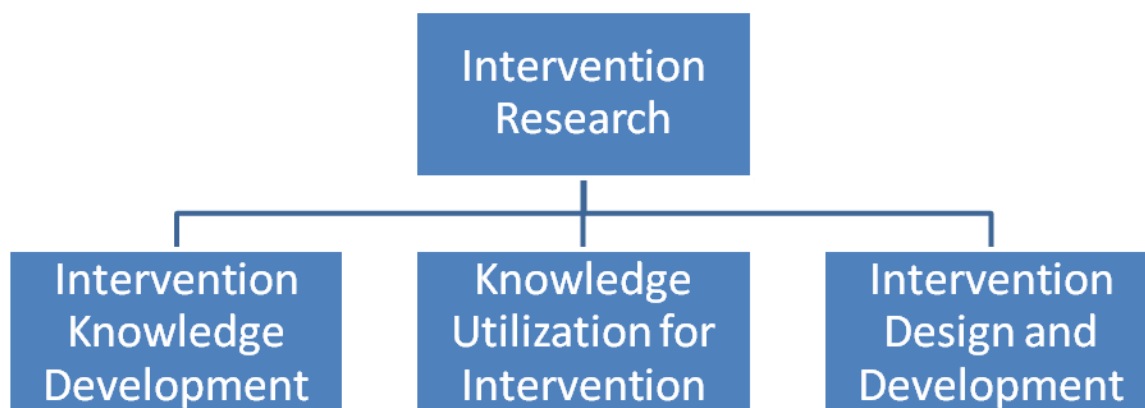 Intervention
Research
Intervention
Knowledge
Development
Knowledge
Utilization for
Intervention
Intervention
Design and
Development